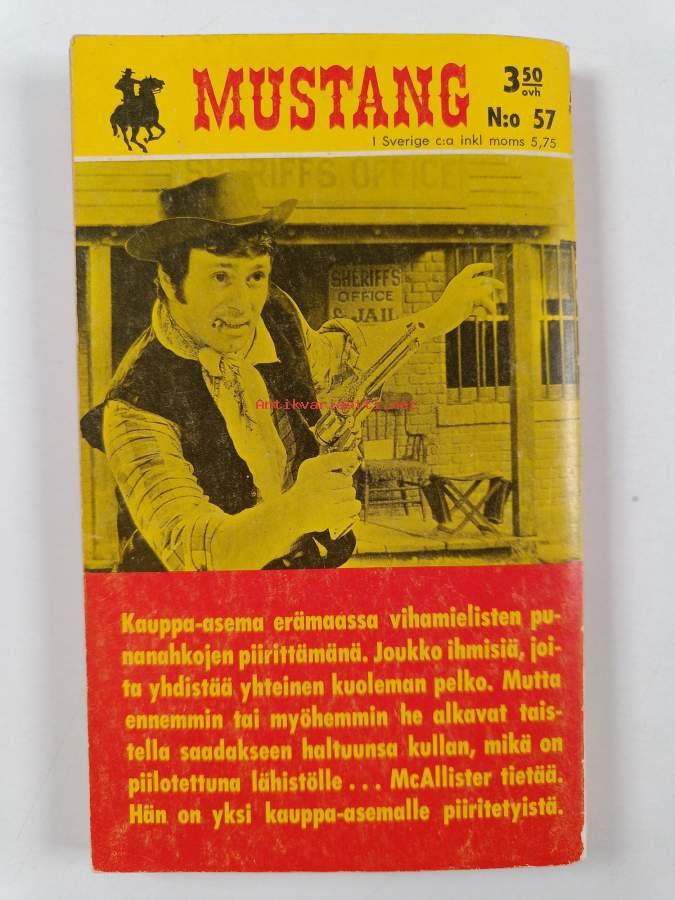 MUSTANG
3 50
ovh
N:o 57
I Sverige c:a inkl moms 5,75
SHERIFFS OFFICE
SHERIFFS
OFFICE
& JAIL
Antikvariaatti.net
Kauppa-asema erämaassa vihamielisten pu-
nanahkojen piirittämänä. Joukko ihmisiä, joi-
ta yhdistää yhteinen kuoleman pelko. Mutta
ennemmin tai myöhemmin he alkavat tais-
tella saadakseen haltuunsa kullan, mikä on
piilotettuna lähistölle... McAllister tietää.
Hän on yksi kauppa-asemalle piiritetyistä.